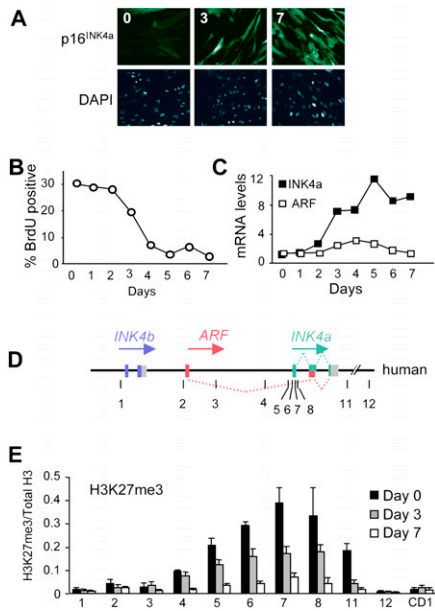 A
p16INK4a
0
3
7
DAPI
B
% BrdU positive
30
20
10
0
0 1 2 3 4 5 6 7
Days
C
mRNA levels
12
8
4
0
INK4a
ARF
0 1 2 3 4 5 6 7
Days
D
INK4b
ARF
INK4a
human
1 2 3 4 5 6 7 8 11 12
E
H3K27me3/Total H3
H3K27me3
0.5
0.4
0.3
0.2
0.1
0
Day 0
Day 3
Day 7
1 2 3 4 5 6 7 8 11 12 CD1